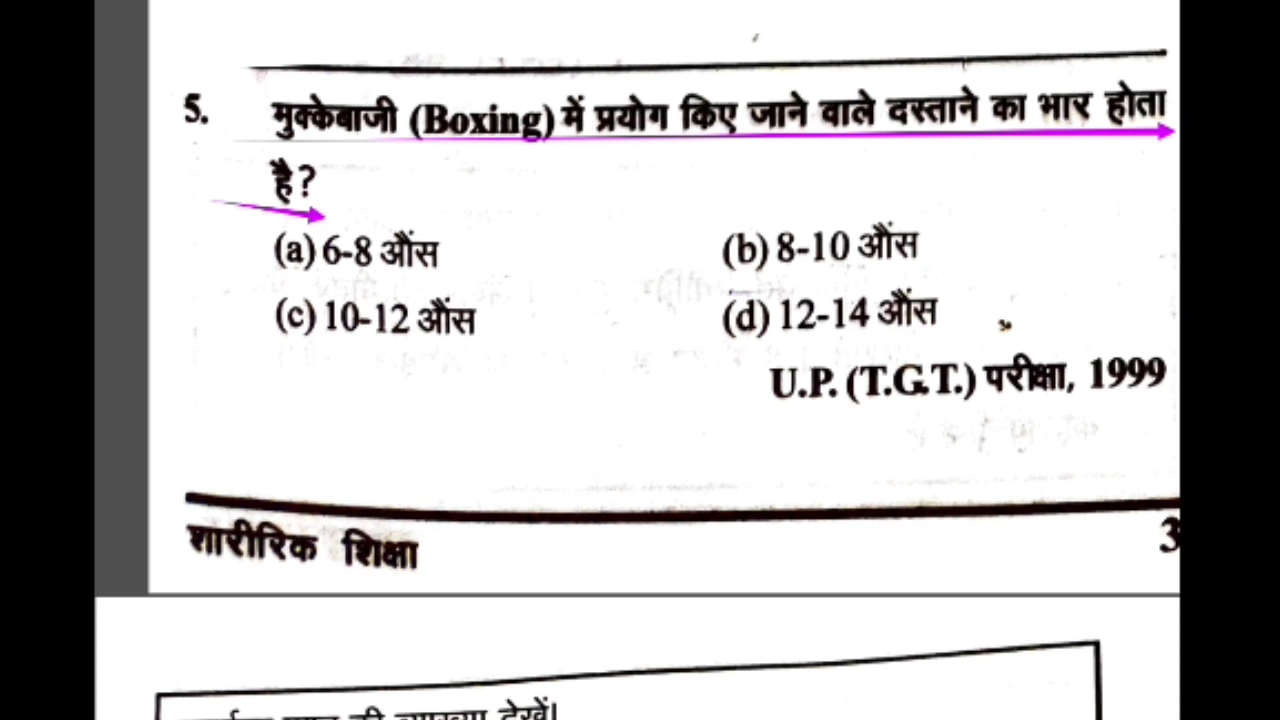 5. मुक्केबाजी (Boxing) में प्रयोग किए जाने वाले दस्ताने का भार होता
है?
(a) 6-8 औंस (b) 8-10 औंस
(c) 10-12 औंस (d) 12-14 औंस
U.P. (T.G.T.) परीक्षा, 1999
शारीरिक शिक्षा 3
की व्याख्या देखें।